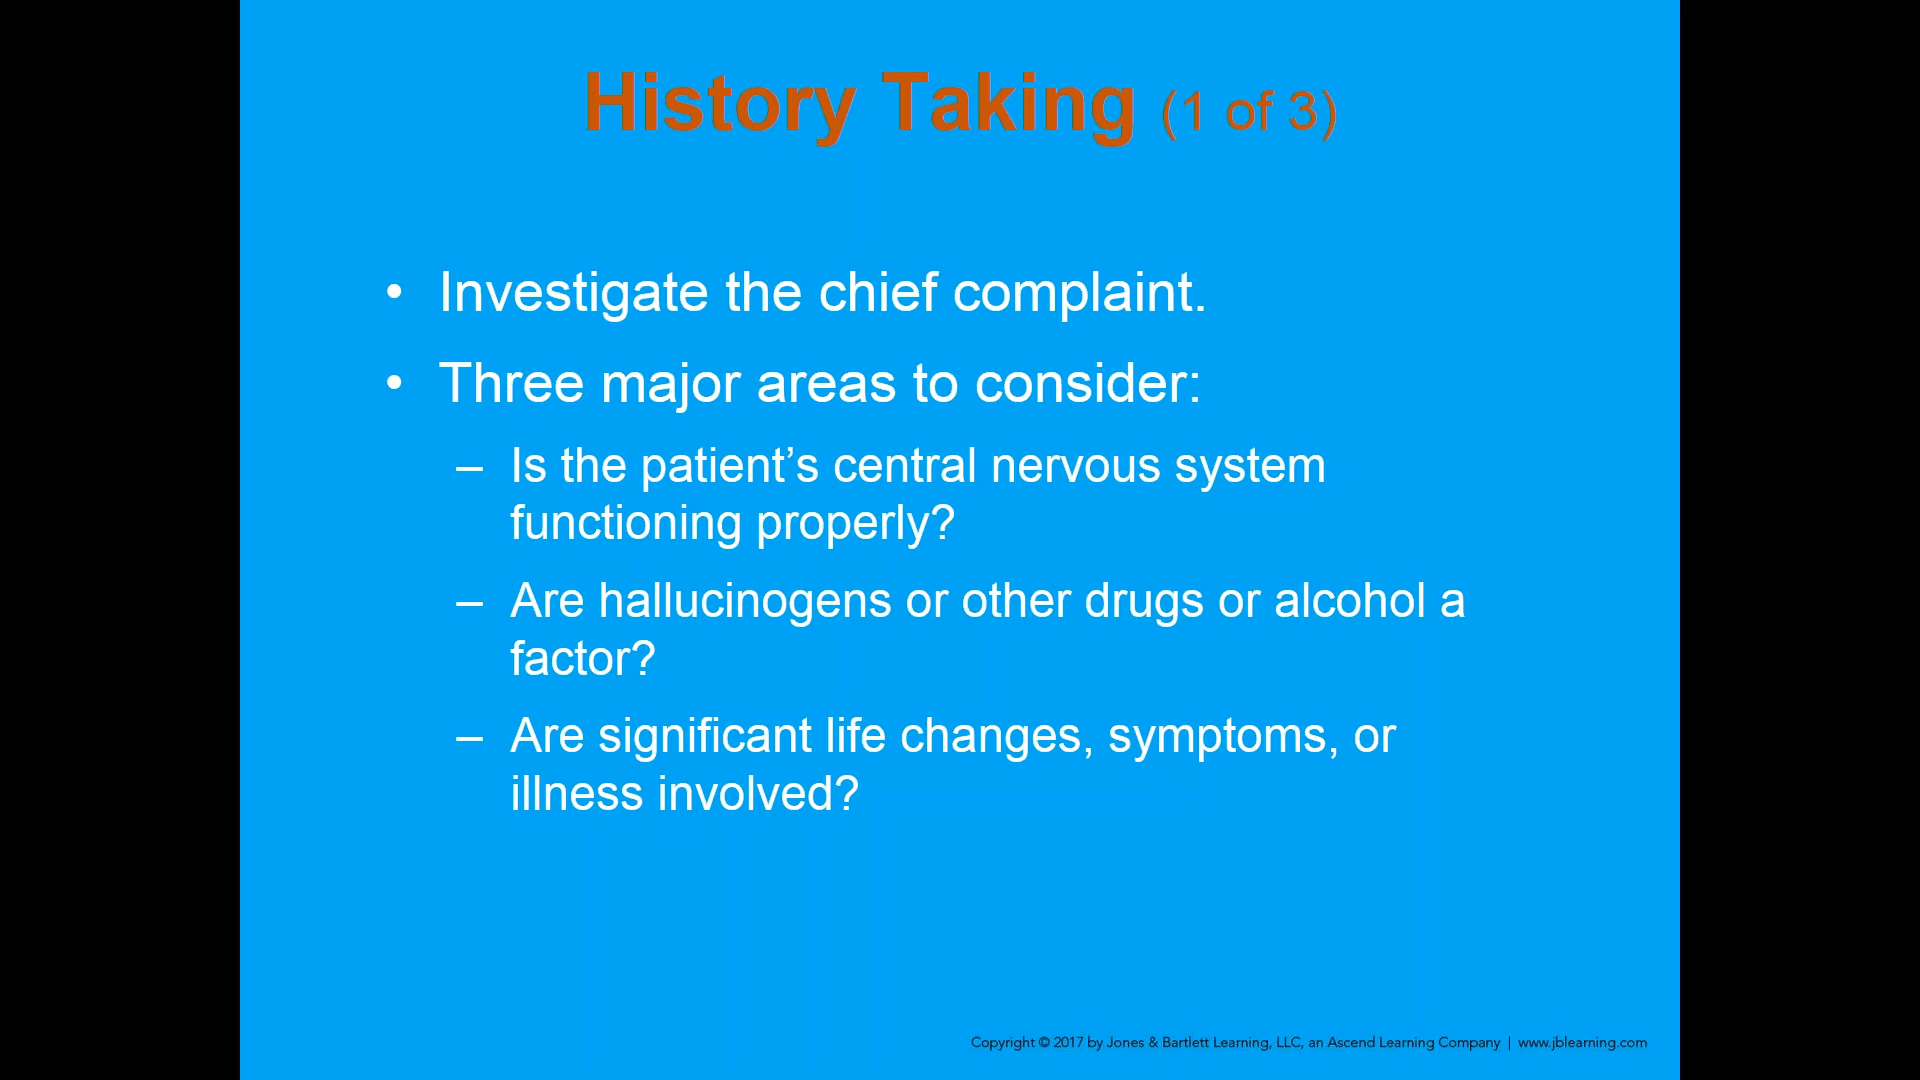 History Taking (1 of 3)
• Investigate the chief complaint.
• Three major areas to consider:
– Is the patient’s central nervous system
functioning properly?
– Are hallucinogens or other drugs or alcohol a
factor?
– Are significant life changes, symptoms, or
illness involved?
Copyright © 2017 by Jones & Bartlett Learning, LLC, an Ascend Learning Company | www.jblearning.com